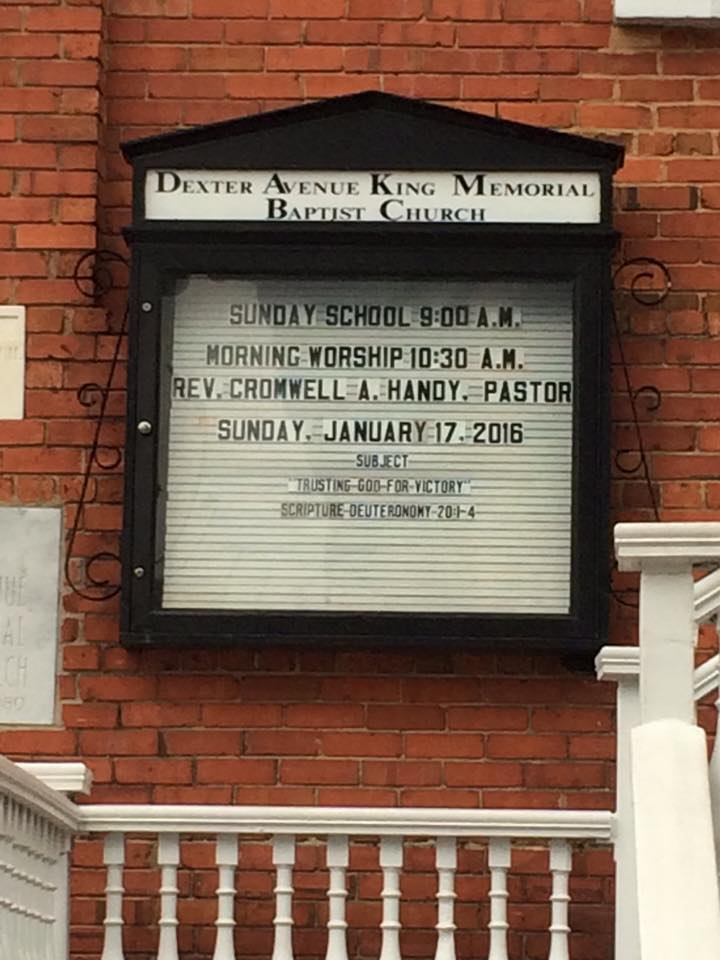 DEXTER AVENUE KING MEMORIAL
BAPTIST CHURCH
SUNDAY SCHOOL 9:00 A.M.
MORNING WORSHIP 10:30 A.M.
REV. CROMWELL A. HANDY, PASTOR
SUNDAY, JANUARY 17, 2016
SUBJECT
"TRUSTING GOD FOR VICTORY"
SCRIPTURE DEUTERONOMY 20:1-4